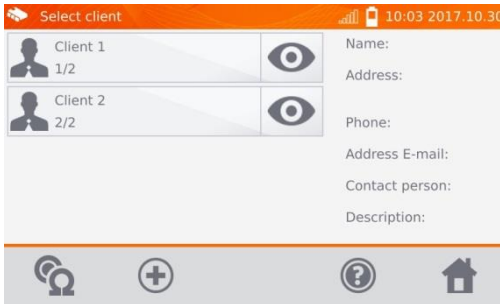 Select client
10:03 2017.10.30
Client 1
1/2
Client 2
2/2
Name:
Address:
Phone:
Address E-mail:
Contact person:
Description: